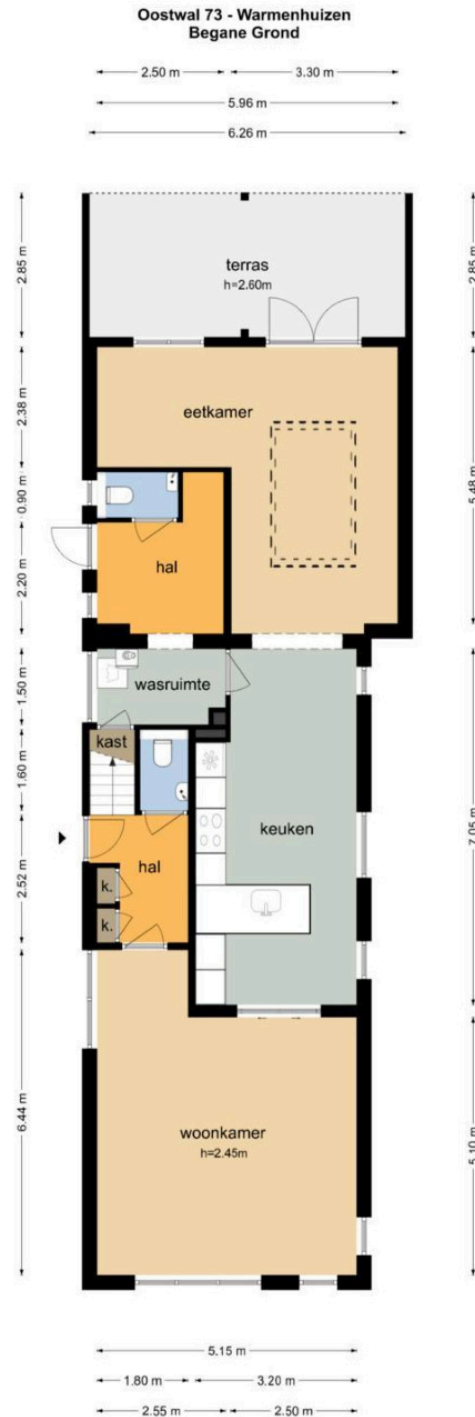 Oostwal 73 - Warmenhuizen
Begane Grond
2.50 m 3.30 m
5.96 m
6.26 m
2.85 m
2.38 m
0.90 m
2.20 m
1.50 m
1.60 m
2.52 m
6.44 m
terras
h=2.60m
eetkamer
hal
wasruimte
kast
keuken
hal
k.
k.
woonkamer
h=2.45m
2.85 m
5.48 m
7.05 m
5.10 m
5.15 m
1.80 m 3.20 m
2.55 m 2.50 m